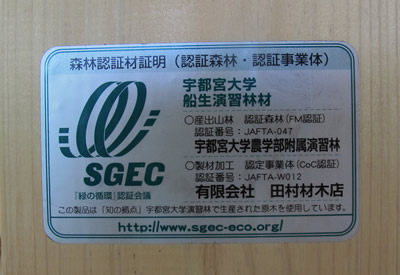 森林認証材証明（認証森林・認証事業体）
SGEC
『緑の循環』認証会議
宇都宮大学
船生演習林材
○産出山林　認証森林（FM認証）
認証番号：JAFTA-047
宇都宮大学農学部附属演習林
○製材加工　認定事業体（CoC認証）
認証番号：JAFTA-W012
有限会社　田村材木店
この製品は「知の拠点」宇都宮大学演習林で生産された原木を使用しています。
http://www.sgec-eco.org/